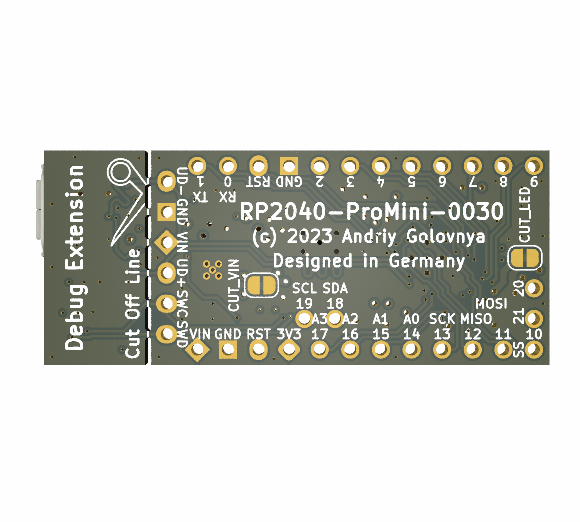 Debug Extension
Cut Off Line
UD- GND VIN UD+ SWC SWD
1 0 RST GND 2 3 4 5 6 7 8 9
TX RX
RP2040-ProMini-0030
(c) 2023 Andriy Golovnya
Designed in Germany
CUT_LED
CUT_VIN
SCL SDA
19 18
MOSI
20
21
A3 A2 A1 A0 SCK MISO
VIN GND RST 3V3 17 16 15 14 13 12 11 10
SS